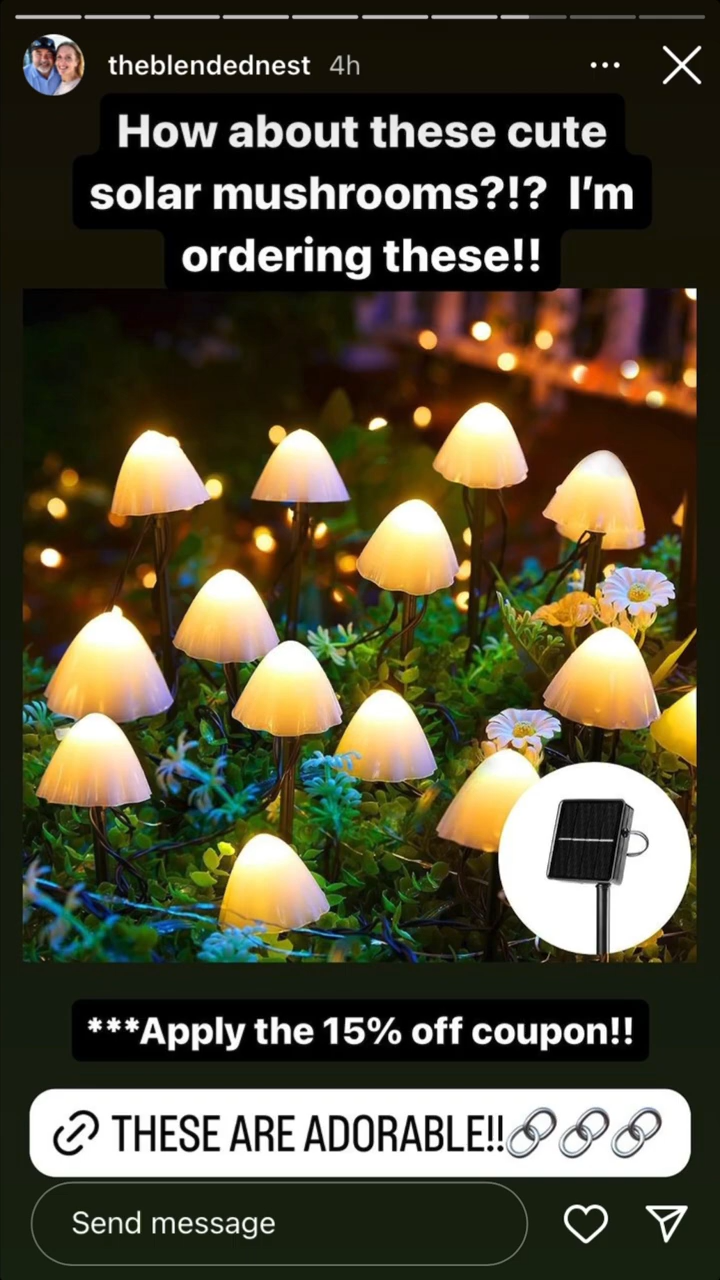 theblendednest 4h
How about these cute
solar mushrooms?!? I'm
ordering these!!
***Apply the 15% off coupon!!
THESE ARE ADORABLE!!
Send message